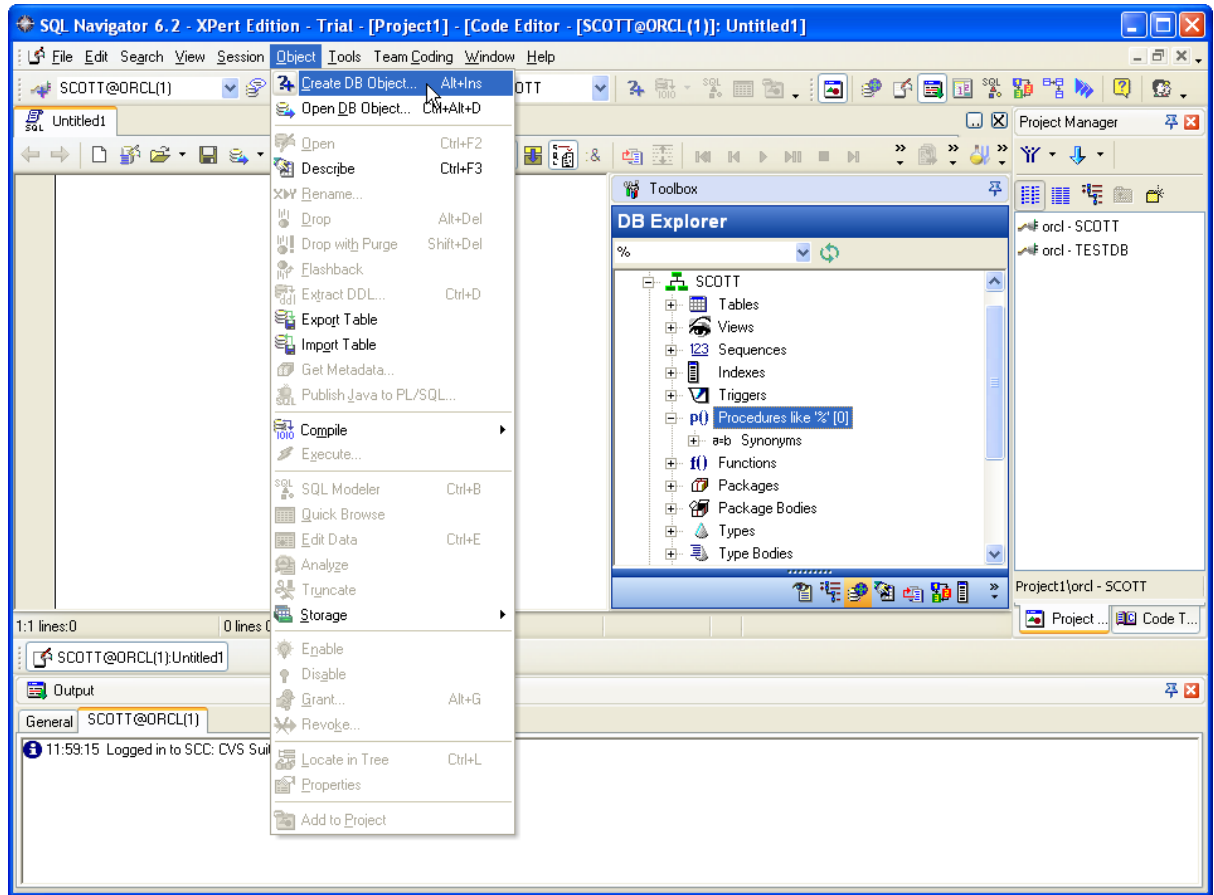 SQL Navigator 6.2 - XPert Edition - Trial - [Project1] - [Code Editor - [SCOTT@ORCL(1)]: Untitled1]
File Edit Search View Session Object Tools Team Coding Window Help
SCOTT@ORCL(1)
OTT
Untitled1
Create DB Object... Alt+Ins
Open DB Object... Ctrl+Alt+D
Open Ctrl+F2
Describe Ctrl+F3
Rename...
Drop Alt+Del
Drop with Purge Shift+Del
Flashback
Extract DDL... Ctrl+D
Export Table
Import Table
Get Metadata...
Publish Java to PL/SQL...
Compile
Execute...
SQL Modeler Ctrl+B
Quick Browse
Edit Data Ctrl+E
Analyze
Truncate
Storage
Enable
Disable
Grant... Alt+G
Revoke...
Locate in Tree Ctrl+L
Properties
Add to Project
Toolbox
DB Explorer
%
SCOTT
Tables
Views
123 Sequences
Indexes
Triggers
p() Procedures like '%' [0]
a=b Synonyms
f() Functions
Packages
Package Bodies
Types
Type Bodies
Project Manager
orcl - SCOTT
orcl - TESTDB
Project1\orcl - SCOTT
Project ... Code T...
1:1 lines:0 0 lines
SCOTT@ORCL(1):Untitled1
Output
General SCOTT@ORCL(1)
11:59:15 Logged in to SCC: CVS Sui